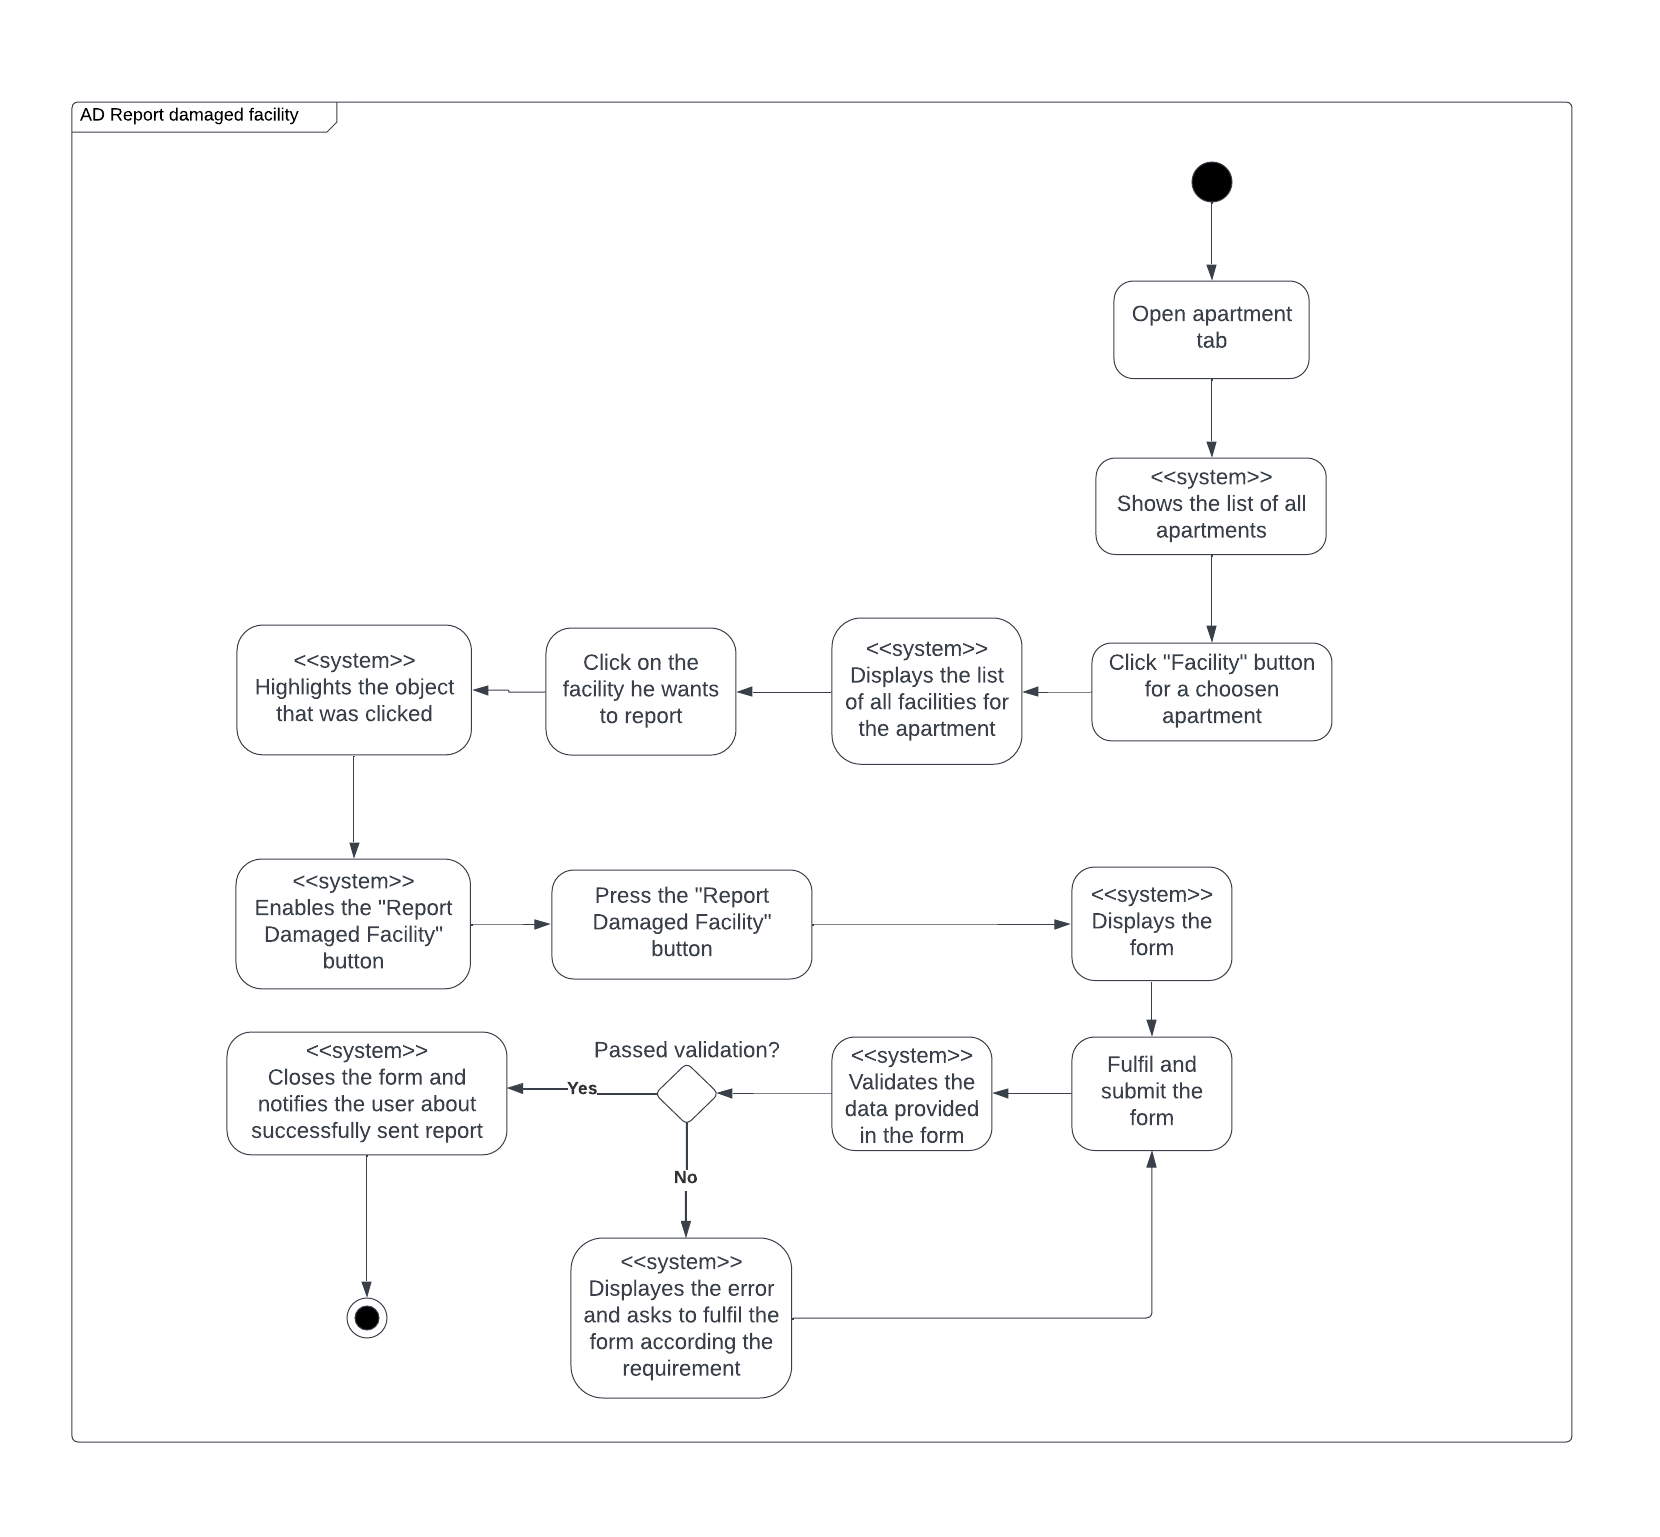 AD Report damaged facility
Open apartment
tab
<<system>>
Shows the list of all
apartments
Click "Facility" button
for a choosen
apartment
<<system>>
Displays the list
of all facilities for
the apartment
Click on the
facility he wants
to report
<<system>>
Highlights the object
that was clicked
<<system>>
Enables the "Report
Damaged Facility"
button
Press the "Report
Damaged Facility"
button
<<system>>
Displays the
form
Fulfil and
submit the
form
<<system>>
Validates the
data provided
in the form
Passed validation?
Yes
<<system>>
Closes the form and
notifies the user about
successfully sent report
No
<<system>>
Displayes the error
and asks to fulfil the
form according the
requirement